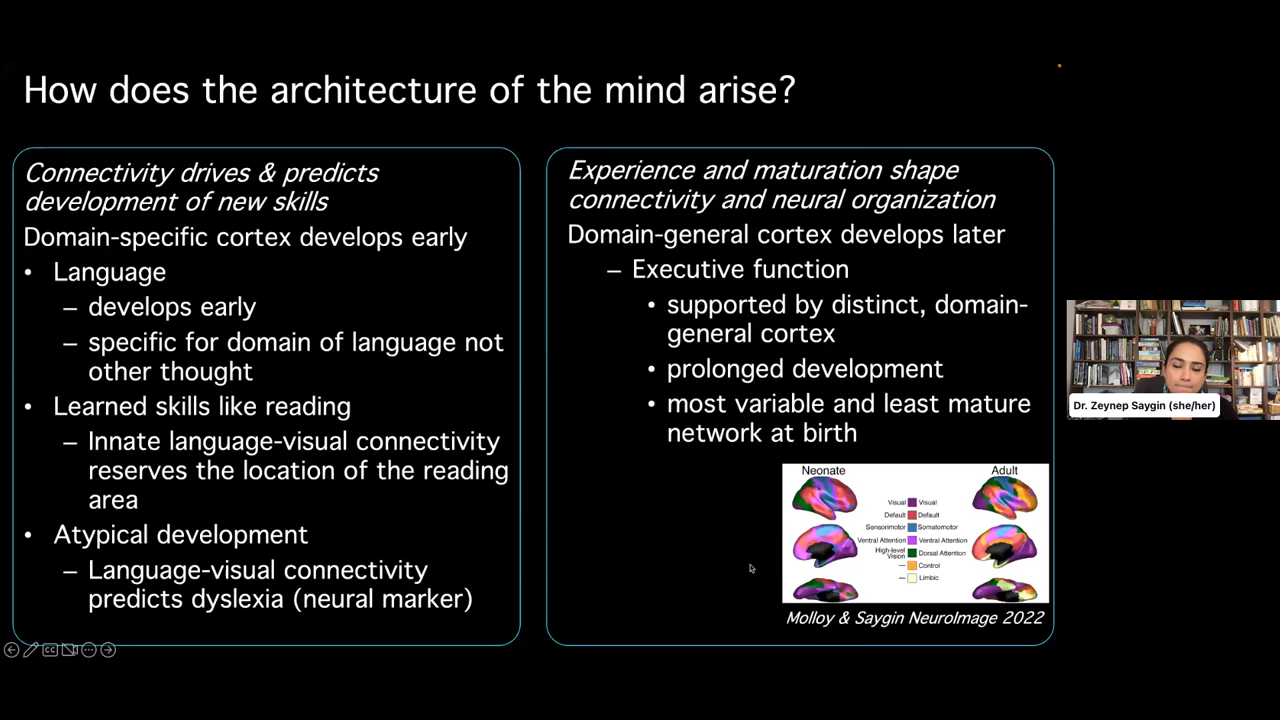 How does the architecture of the mind arise?
Connectivity drives & predicts
development of new skills
Domain-specific cortex develops early
• Language
– develops early
– specific for domain of language not
other thought
• Learned skills like reading
– Innate language-visual connectivity
reserves the location of the reading
area
• Atypical development
– Language-visual connectivity
predicts dyslexia (neural marker)
Experience and maturation shape
connectivity and neural organization
Domain-general cortex develops later
– Executive function
• supported by distinct, domain-
general cortex
• prolonged development
• most variable and least mature
network at birth
Neonate Adult
Visual Visual
Default Default
Sensorimotor Somatomotor
Ventral Attention Ventral Attention
High-level
Vision Dorsal Attention
— Control
— Limbic
Molloy & Saygin NeuroImage 2022
Dr. Zeynep Saygin (she/her)
CC